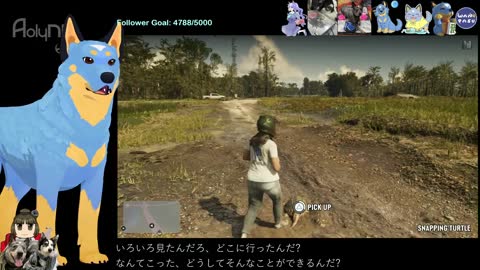 Follower Goal: 4788/5000
PICK UP
SNAPPING TURTLE
いろいろ見たんだろ、どこに行ったんだ?
なんてこった、どうしてそんなことができるんだ?